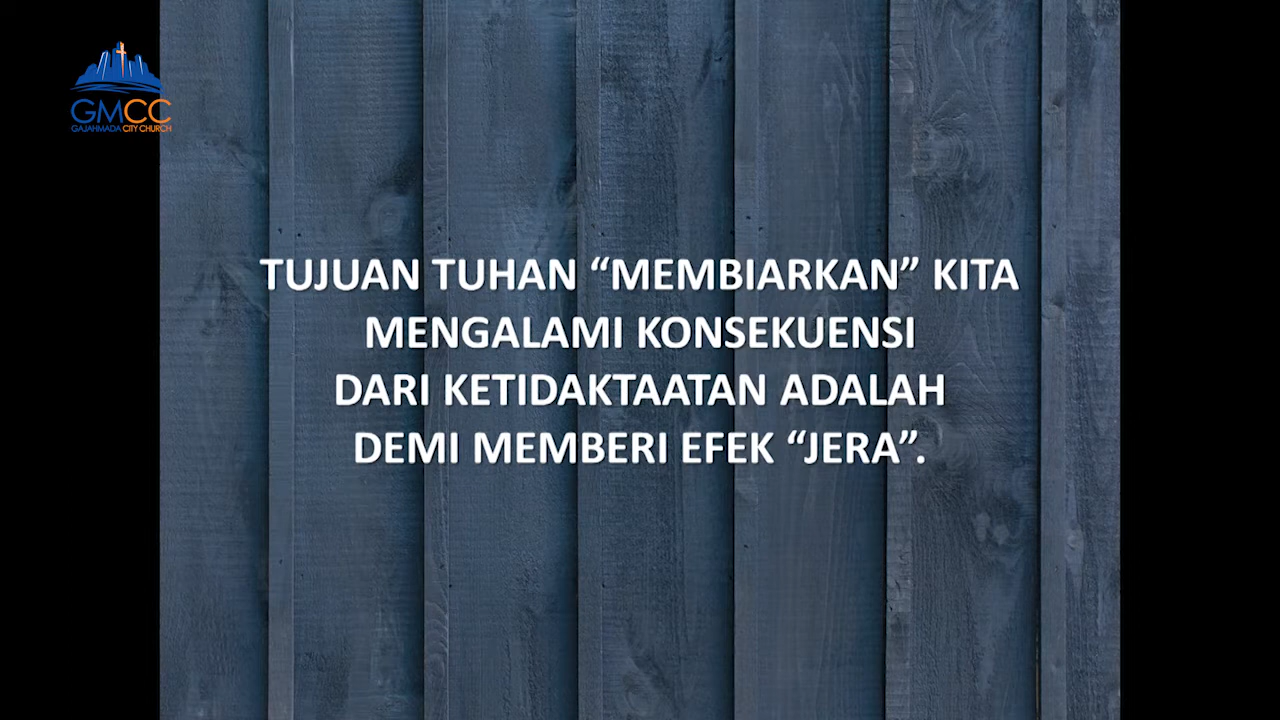 GMCC
GAJAHMADA CITY CHURCH
TUJUAN TUHAN “MEMBIARKAN” KITA
MENGALAMI KONSEKUENSI
DARI KETIDAKTAATAN ADALAH
DEMI MEMBERI EFEK “JERA”.